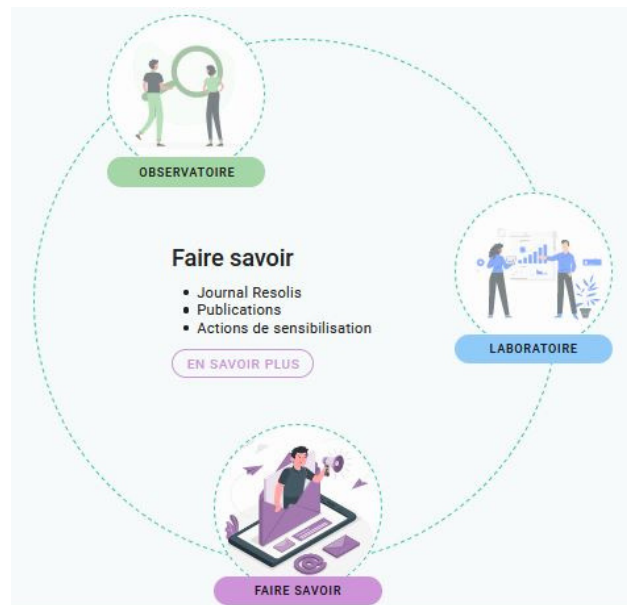 OBSERVATOIRE
Faire savoir
• Journal Resolis
• Publications
• Actions de sensibilisation
EN SAVOIR PLUS
LABORATOIRE
@
FAIRE SAVOIR